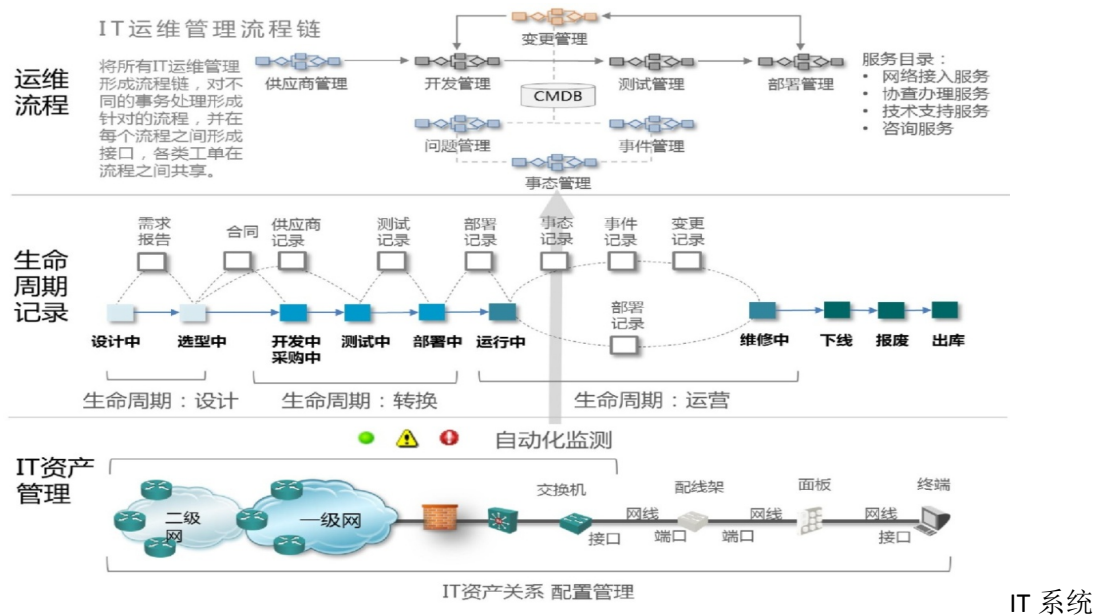 IT运维管理流程链
运维
流程
将所有IT运维管理
形成流程链，对不
同的事务处理形成
针对的流程，并在
每个流程之间形成
接口，各类工单在
流程之间共享。
变更管理
供应商管理
开发管理
测试管理
部署管理
CMDB
问题管理
事件管理
事态管理
服务目录：
• 网络接入服务
• 协查办理服务
• 技术支持服务
• 咨询服务
生命
周期
记录
需求
报告
合同
供应商
记录
测试
记录
部署
记录
事态
记录
事件
记录
变更
记录
部署
记录
设计中
选型中
开发中
采购中
测试中
部署中
运行中
维修中
下线
报废
出库
生命周期：设计
生命周期：转换
生命周期：运营
IT资产
管理
自动化监测
二级
网
一级网
交换机
网线
接口
配线架
端口
端口
网线
面板
网线
接口
终端
IT资产关系 配置管理
IT 系统